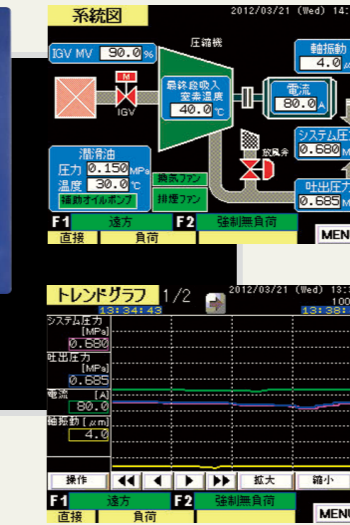 系統図
2012/03/21 (Wed) 14:
圧縮機
IGV MV 90.0 %
軸振動
4.0 μ
M
IGV
最終段吸入
空素温度
40.0 ℃
電流
80.0 A
潤滑油
圧力 0.150 MPa
温度 30.0 ℃
補助オイルポンプ
換気ファン
排煙ファン
放風弁
システム圧
0.680 M
吐出圧力
0.685 M
F1 遠方 F2 強制無負荷
直接 負荷
MEN
トレンドグラフ 1/2
2012/03/21 (Wed) 13:3
100
13:34:43
13:38:
システム圧力
[MPa]
0.680
吐出圧力
[MPa]
0.685
電流 [A]
80.0
軸振動 [μm]
4.0
操作 拡大 縮小
F1 遠方 F2 強制無負荷
直接 負荷
MENU